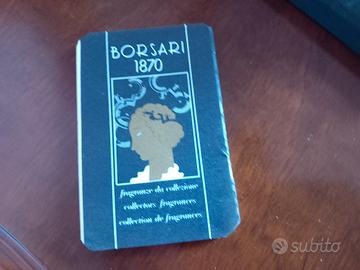 BORSARI
1870
fragranze da collezione
collectors fragrances
collection de fragrances
subito